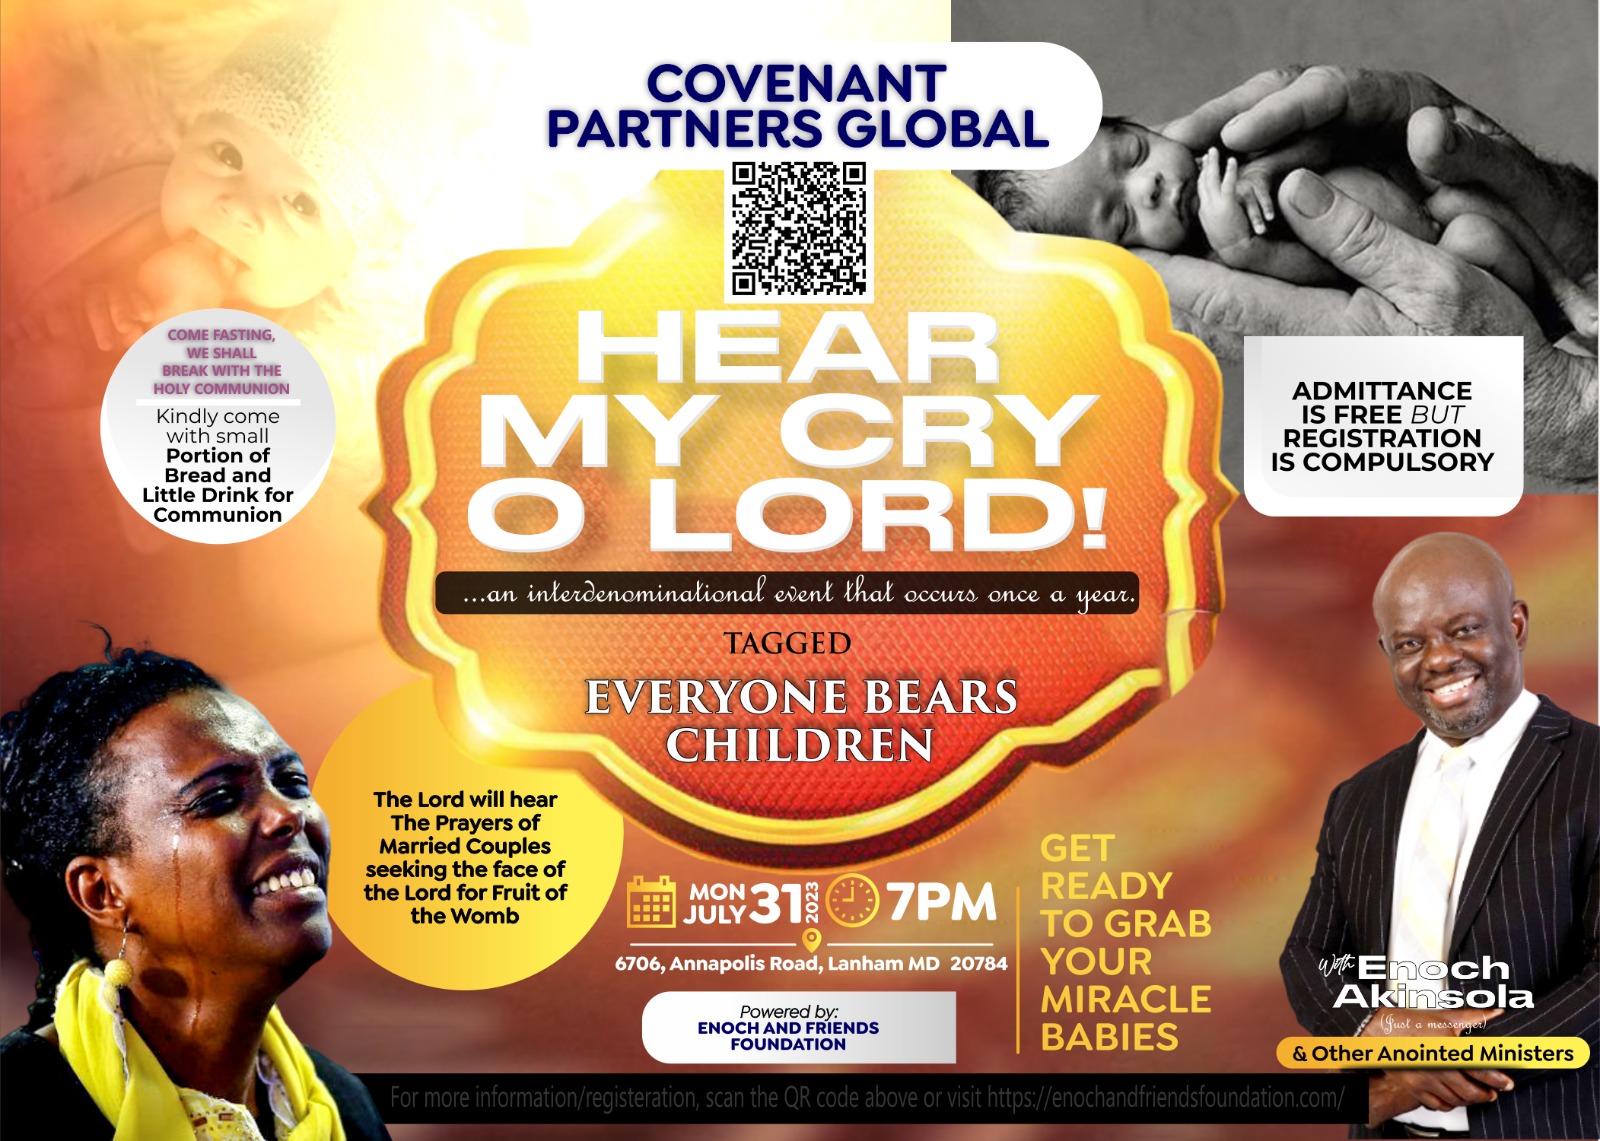 COVENANT
PARTNERS GLOBAL
HEAR
MY CRY
O LORD!
...an interdenominational event that occurs once a year.
TAGGED
EVERYONE BEARS
CHILDREN
COME FASTING,
WE SHALL
BREAK WITH THE
HOLY COMMUNION
Kindly come
with small
Portion of
Bread and
Little Drink for
Communion
ADMITTANCE
IS FREE BUT
REGISTRATION
IS COMPULSORY
The Lord will hear
The Prayers of
Married Couples
seeking the face of
the Lord for Fruit of
the Womb
MON
JULY 31 2023 7PM
6706, Annapolis Road, Lanham MD 20784
Powered by:
ENOCH AND FRIENDS
FOUNDATION
GET
READY
TO GRAB
YOUR
MIRACLE
BABIES
With Enoch
Akinsola
(Just a messenger)
& Other Anointed Ministers
For more information/registeration, scan the QR code above or visit https://enochandfriendsfoundation.com/